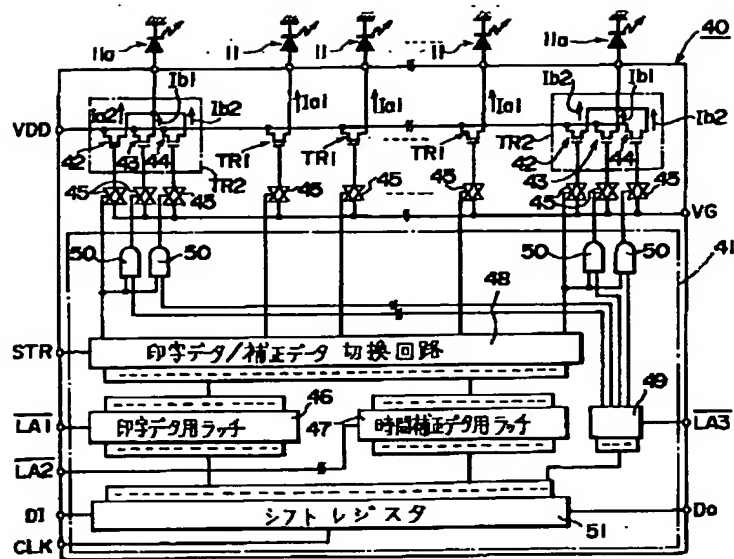 11a 11 11 11 11a 40
Ib1 Ib2 Ib1
Ia2 Ib2 Ia1 Ia1 Ia1 Ib2
VDD
42 43 44 TR1 TR1 TR1 TR2 42 43 44
TR2
45 45 45 45 45 45 45
VG
50 50 50 50 41
48
STR 印字データ/補正データ 切換回路
46 49
LA1 印字データ用ラッチ 47 時間補正データ用ラッチ LA3
LA2
DI シフトレジスタ Do
51
CLK